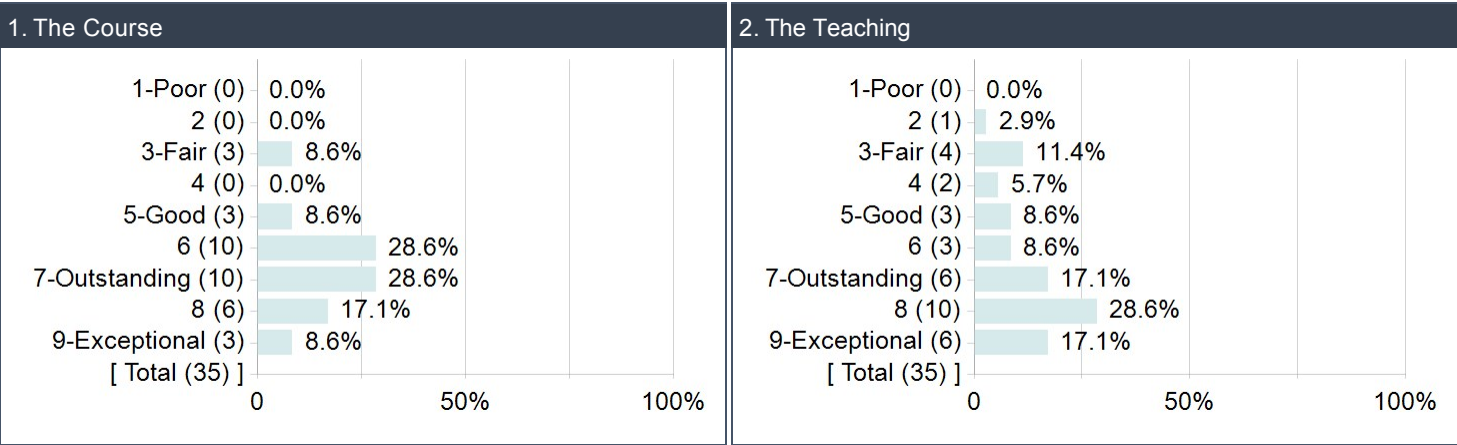 1. The Course
1-Poor (0) 0.0%
2 (0) 0.0%
3-Fair (3) 8.6%
4 (0) 0.0%
5-Good (3) 8.6%
6 (10) 28.6%
7-Outstanding (10) 28.6%
8 (6) 17.1%
9-Exceptional (3) 8.6%
[ Total (35) ]
0 50% 100%
2. The Teaching
1-Poor (0) 0.0%
2 (1) 2.9%
3-Fair (4) 11.4%
4 (2) 5.7%
5-Good (3) 8.6%
6 (3) 8.6%
7-Outstanding (6) 17.1%
8 (10) 28.6%
9-Exceptional (6) 17.1%
[ Total (35) ]
0 50% 100%